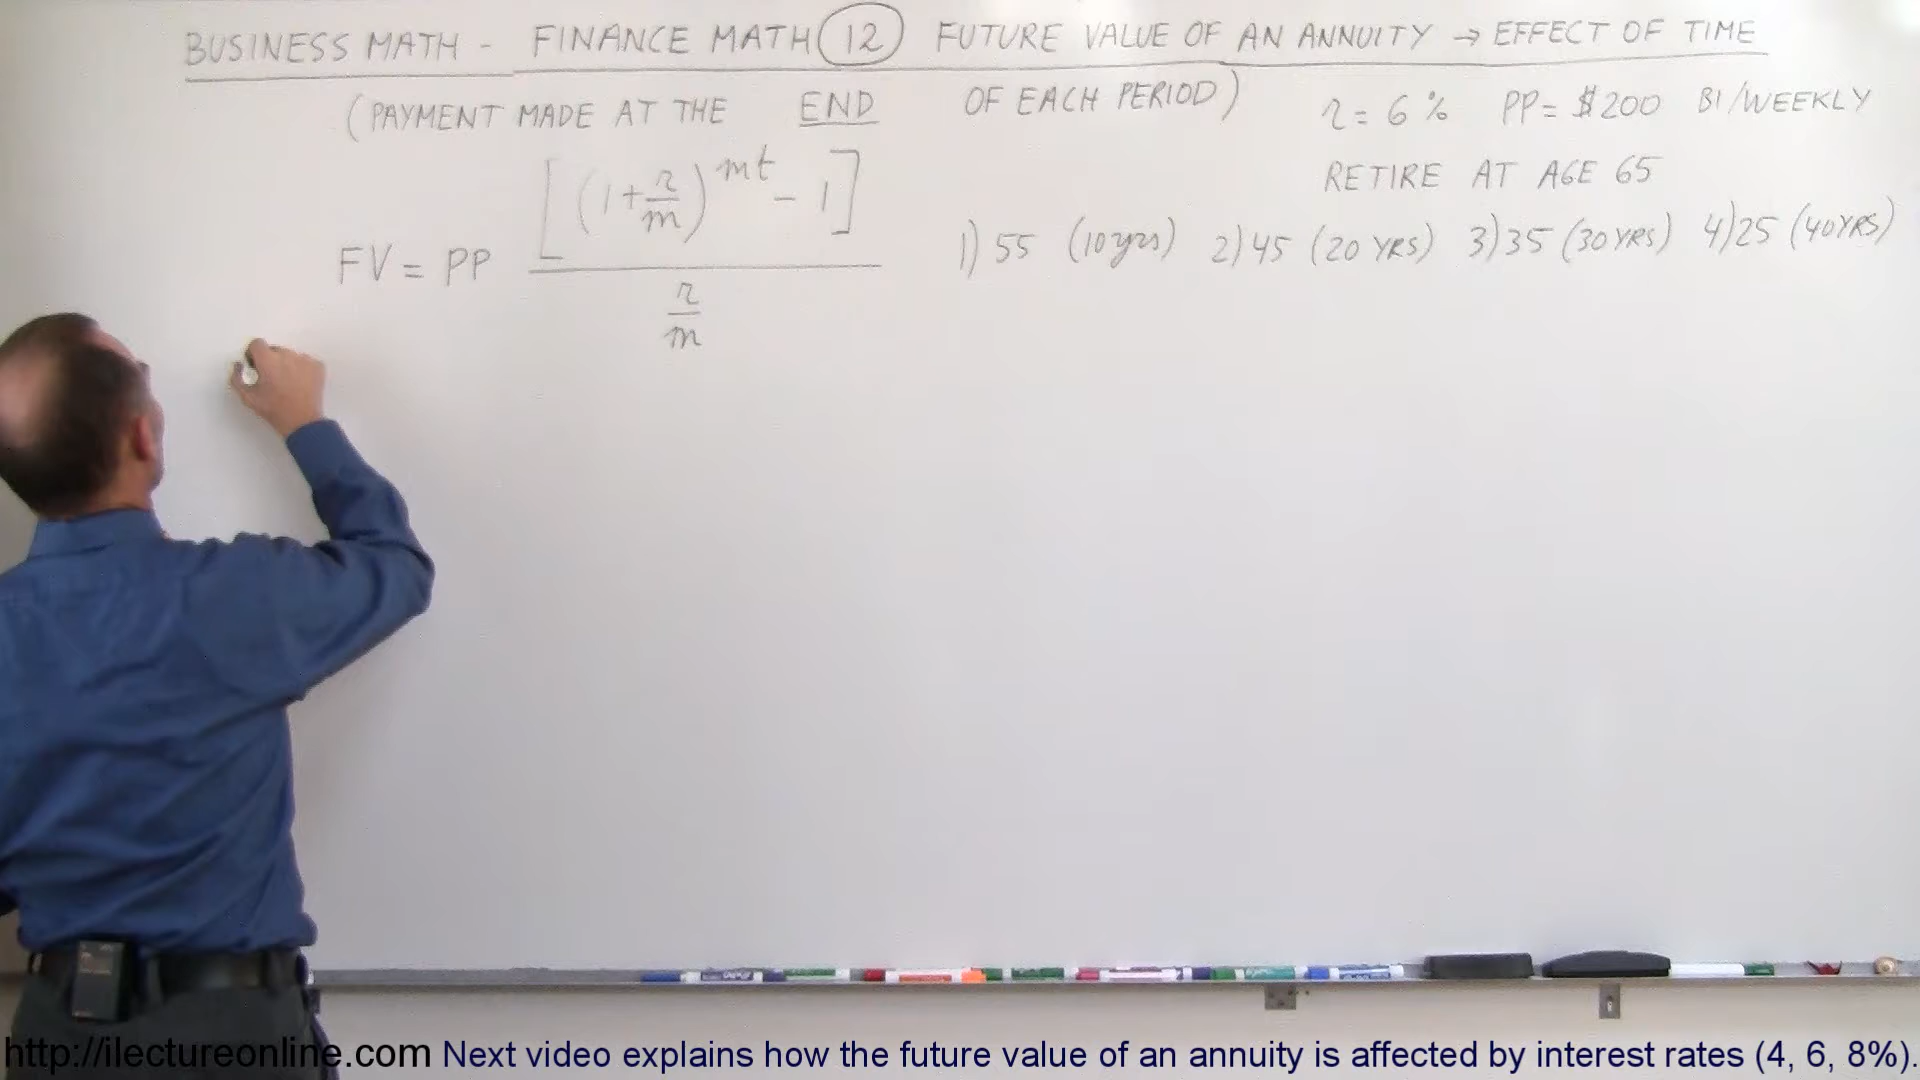 BUSINESS MATH - FINANCE MATH 12 FUTURE VALUE OF AN ANNUITY → EFFECT OF TIME
(PAYMENT MADE AT THE END OF EACH PERIOD)
r = 6% PP = $200 BI/WEEKLY
RETIRE AT AGE 65
FV = PP [(1 + r/m)^mt - 1] / (r/m)
1) 55 (10 yrs) 2) 45 (20 YRS) 3) 35 (30 YRS) 4) 25 (40 YRS)
http://ilectureonline.com Next video explains how the future value of an annuity is affected by interest rates (4, 6, 8%).